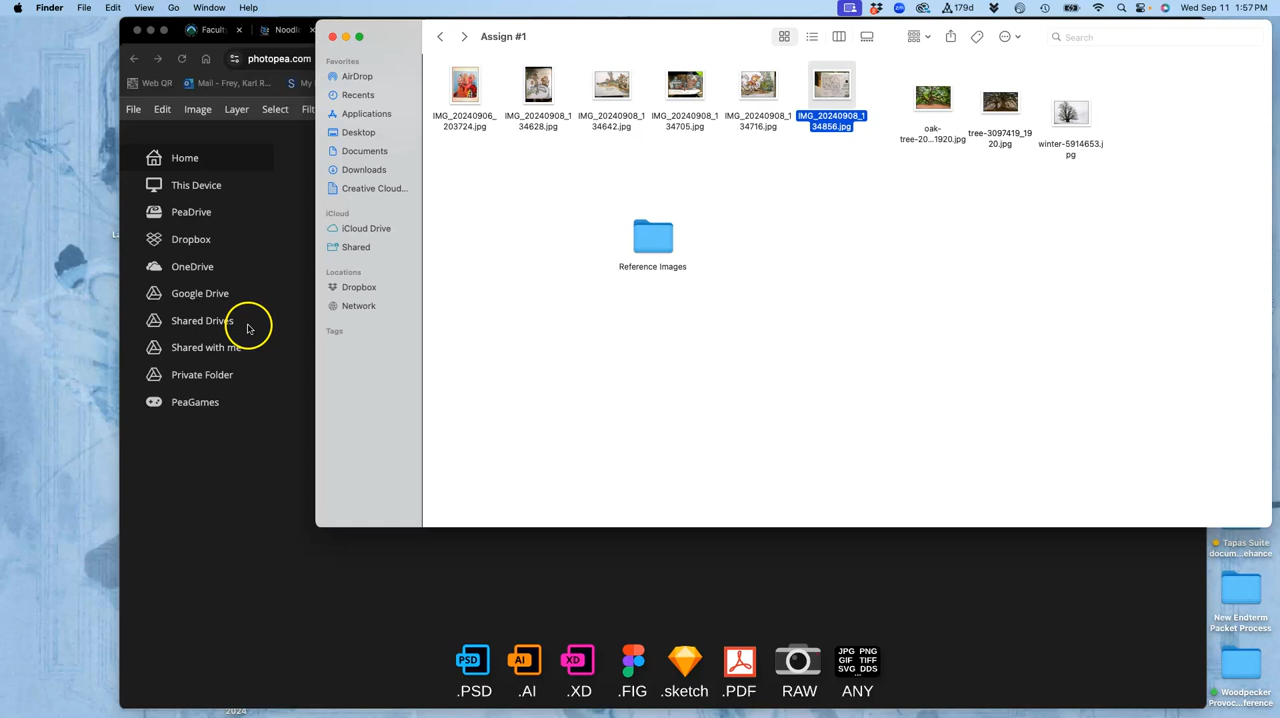 Finder File Edit View Go Window Help
179d
Wed Sep 11 1:57 PM
Facult
Noodle
photopea.com
Web QR
Mail - Frey, Karl R...
File Edit Image Layer Select
Home
This Device
PeaDrive
Dropbox
OneDrive
Google Drive
Shared Drives
Shared with me
Private Folder
PeaGames
Assign #1
Search
Favorites
AirDrop
Recents
Applications
Desktop
Documents
Downloads
Creative Cloud...
iCloud
iCloud Drive
Shared
Locations
Dropbox
Network
Tags
IMG_20240906_
203724.jpg
IMG_20240908_1
34628.jpg
IMG_20240908_1
34642.jpg
IMG_20240908_1
34705.jpg
IMG_20240908_1
34716.jpg
IMG_20240908_1
34856.jpg
oak-
tree-20...1920.jpg
tree-3097419_19
20.jpg
winter-5914653.j
pg
Reference Images
.PSD
.AI
.XD
.FIG
.sketch
.PDF
RAW
ANY
PSD
AI
XD
JPG PNG
GIF TIFF
SVG DDS
...
Tapas Suite
docum...ehance
New Endterm
Packet Process
Woodpecker
Provoc...ference
2024